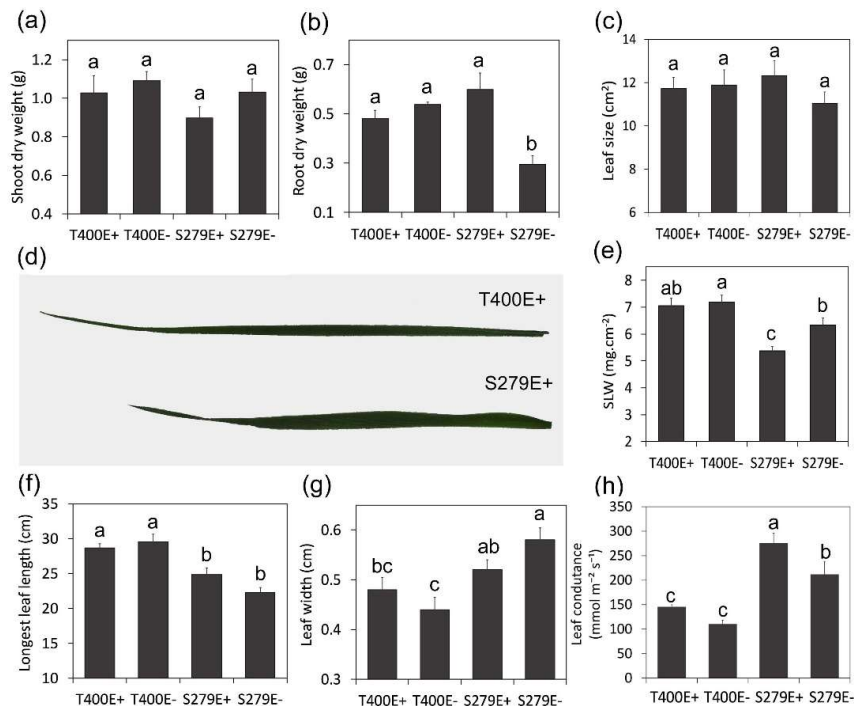 (a)
Shoot dry weight (g)
1.2
1.0
0.8
0.6
0.4
a
a
a
a
T400E+ T400E- S279E+ S279E-
(b)
Root dry weight (g)
0.7
0.5
0.3
0.1
a
a
a
b
T400E+ T400E- S279E+ S279E-
(c)
Leaf size (cm²)
14
12
10
8
6
a
a
a
a
T400E+ T400E- S279E+ S279E-
(d)
T400E+
S279E+
(e)
SLW (mg.cm⁻²)
9
8
7
6
5
4
3
2
ab
a
c
b
T400E+ T400E- S279E+ S279E-
(f)
Longest leaf length (cm)
35
30
25
20
15
10
a
a
b
b
T400E+ T400E- S279E+ S279E-
(g)
Leaf width (cm)
0.6
0.5
0.4
0.3
bc
c
ab
a
T400E+ T400E- S279E+ S279E-
(h)
Leaf condutance
(mmol m⁻² s⁻¹)
350
300
250
200
150
100
50
0
c
c
a
b
T400E+ T400E- S279E+ S279E-